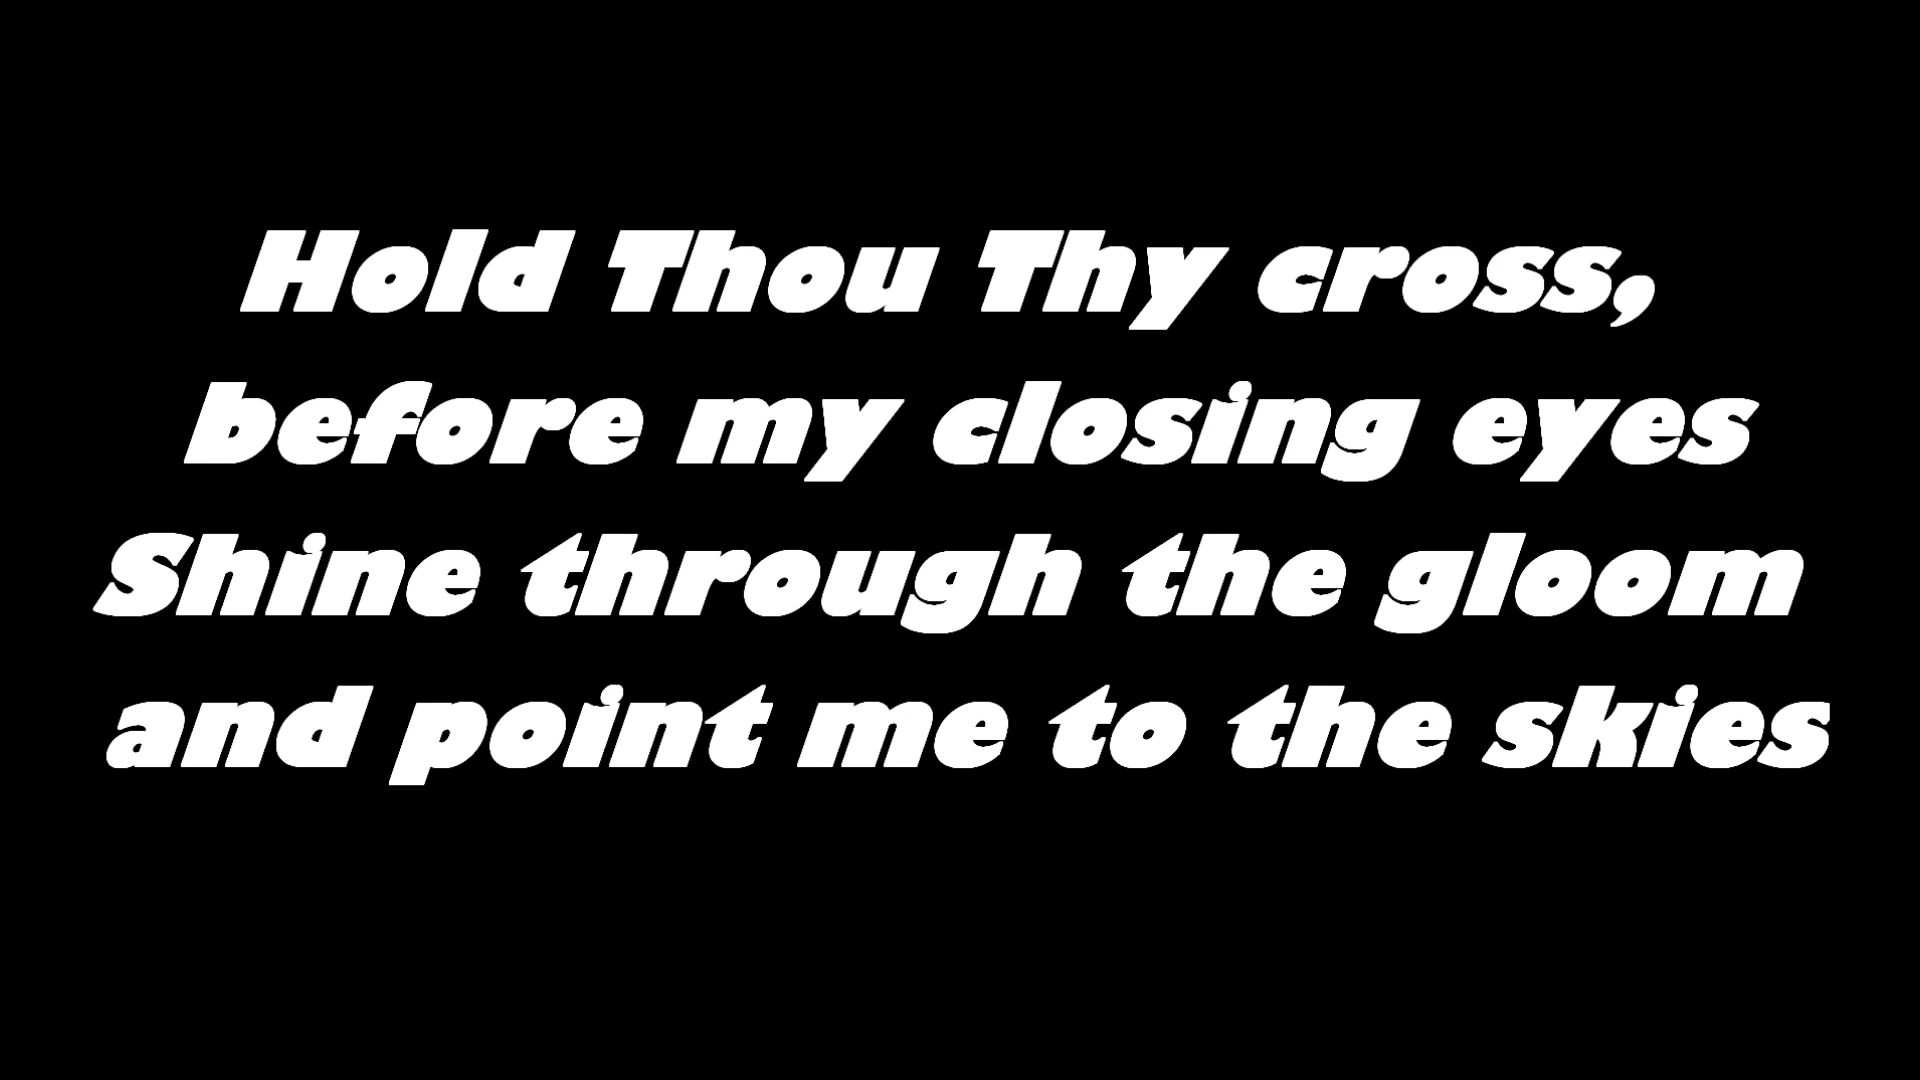 Hold Thou Thy cross,
before my closing eyes
Shine through the gloom
and point me to the skies